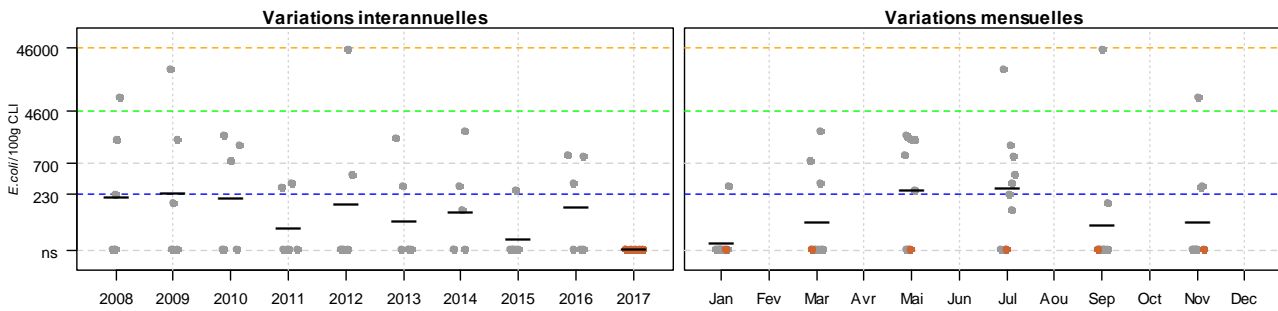 Variations interannuelles
Variations mensuelles
E.coli/100g CLI
46000
4600
700
230
ns
2008 2009 2010 2011 2012 2013 2014 2015 2016 2017
Jan Fev Mar Avr Mai Jun Jul Aou Sep Oct Nov Dec